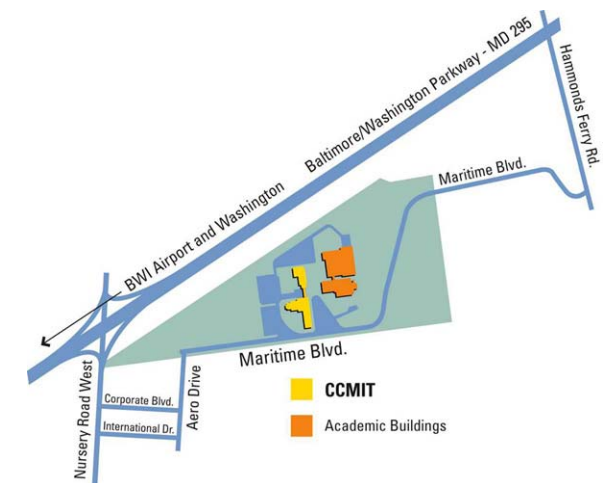 Baltimore/Washington Parkway - MD 295
Hammonds Ferry Rd.
Maritime Blvd.
BWI Airport and Washington
Maritime Blvd.
Nursery Road West
Corporate Blvd.
International Dr.
Aero Drive
CCMIT
Academic Buildings